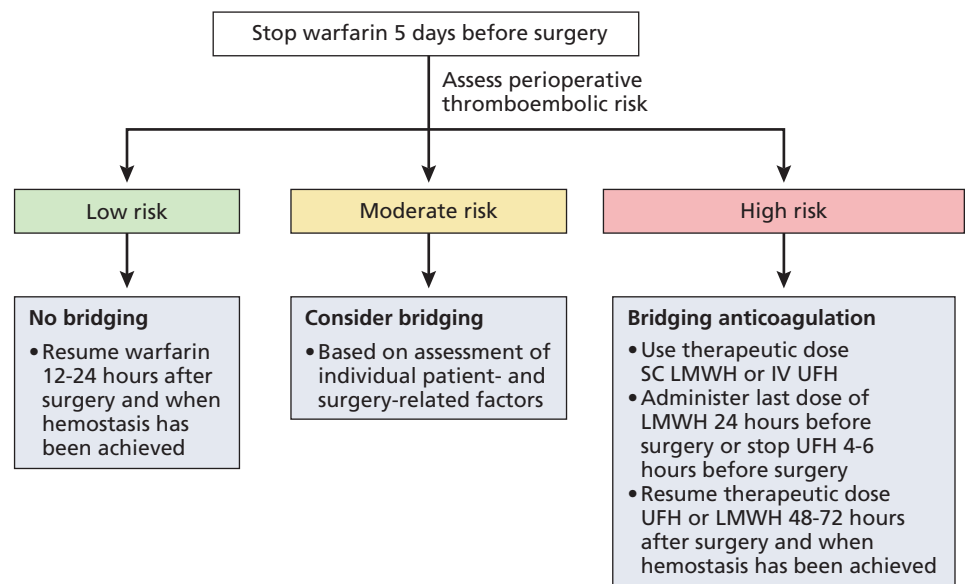 Stop warfarin 5 days before surgery
Assess perioperative
thromboembolic risk
Low risk
Moderate risk
High risk
No bridging
• Resume warfarin
12-24 hours after
surgery and when
hemostasis has
been achieved
Consider bridging
• Based on assessment of
individual patient- and
surgery-related factors
Bridging anticoagulation
• Use therapeutic dose
SC LMWH or IV UFH
• Administer last dose of
LMWH 24 hours before
surgery or stop UFH 4-6
hours before surgery
• Resume therapeutic dose
UFH or LMWH 48-72 hours
after surgery and when
hemostasis has been achieved